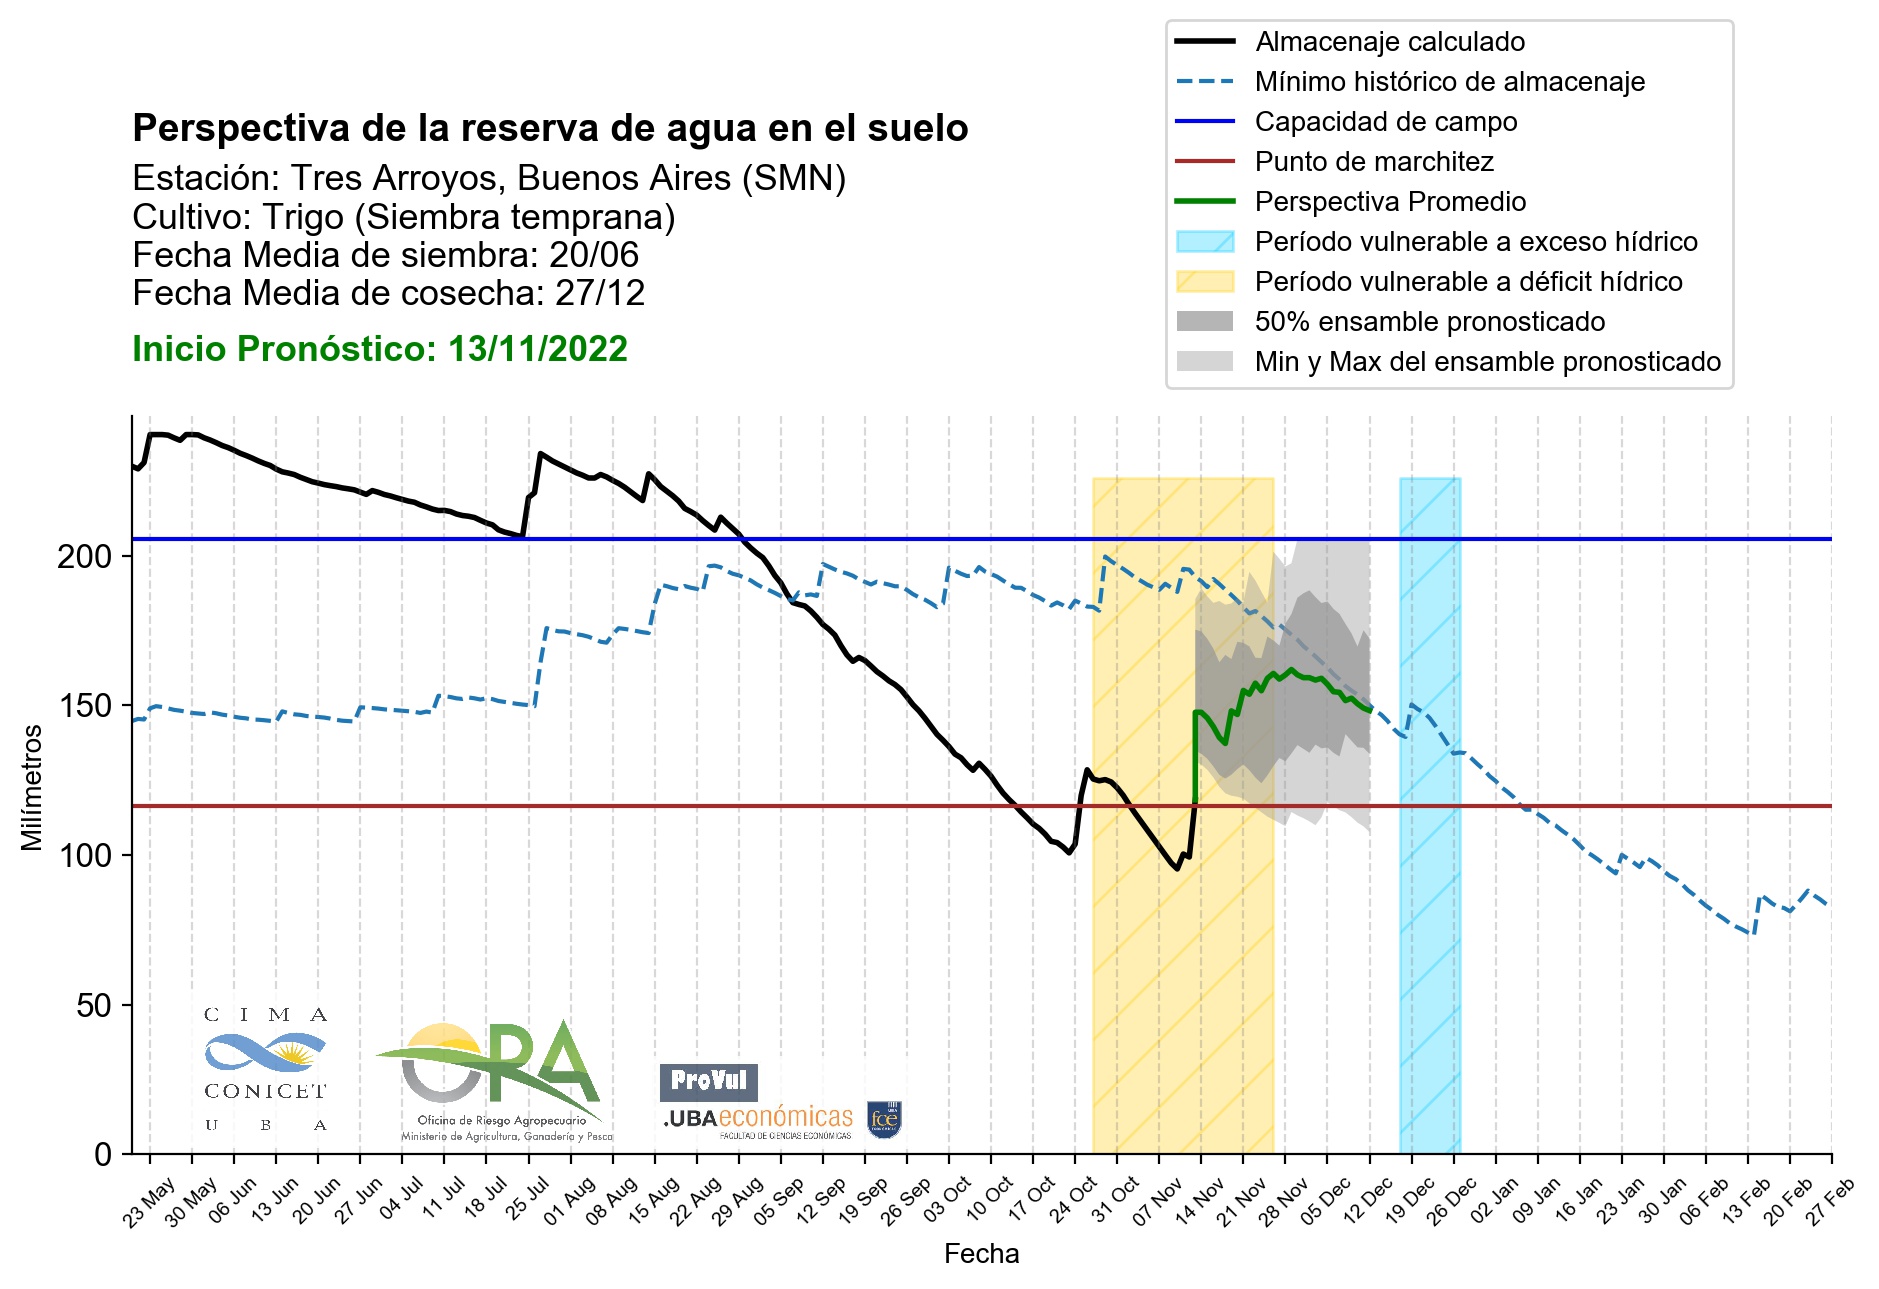 Almacenaje calculado
Mínimo histórico de almacenaje
Capacidad de campo
Punto de marchitez
Perspectiva Promedio
Período vulnerable a exceso hídrico
Período vulnerable a déficit hídrico
50% ensamble pronosticado
Min y Max del ensamble pronosticado
Perspectiva de la reserva de agua en el suelo
Estación: Tres Arroyos, Buenos Aires (SMN)
Cultivo: Trigo (Siembra temprana)
Fecha Media de siembra: 20/06
Fecha Media de cosecha: 27/12
Inicio Pronóstico: 13/11/2022
Milímetros
200
150
100
50
0
CIMA
CONICET
UBA
ORA
Oficina de Riesgo Agropecuario
Ministerio de Agricultura, Ganadería y Pesca
ProVul
.UBAeconómicas
FACULTAD DE CIENCIAS ECONÓMICAS
UBA
fce
ECONÓMICAS
23 May
30 May
06 Jun
13 Jun
20 Jun
27 Jun
04 Jul
11 Jul
18 Jul
25 Jul
01 Aug
08 Aug
15 Aug
22 Aug
29 Aug
05 Sep
12 Sep
19 Sep
26 Sep
03 Oct
10 Oct
17 Oct
24 Oct
31 Oct
07 Nov
14 Nov
21 Nov
28 Nov
05 Dec
12 Dec
19 Dec
26 Dec
02 Jan
09 Jan
16 Jan
23 Jan
30 Jan
06 Feb
13 Feb
20 Feb
27 Feb
Fecha